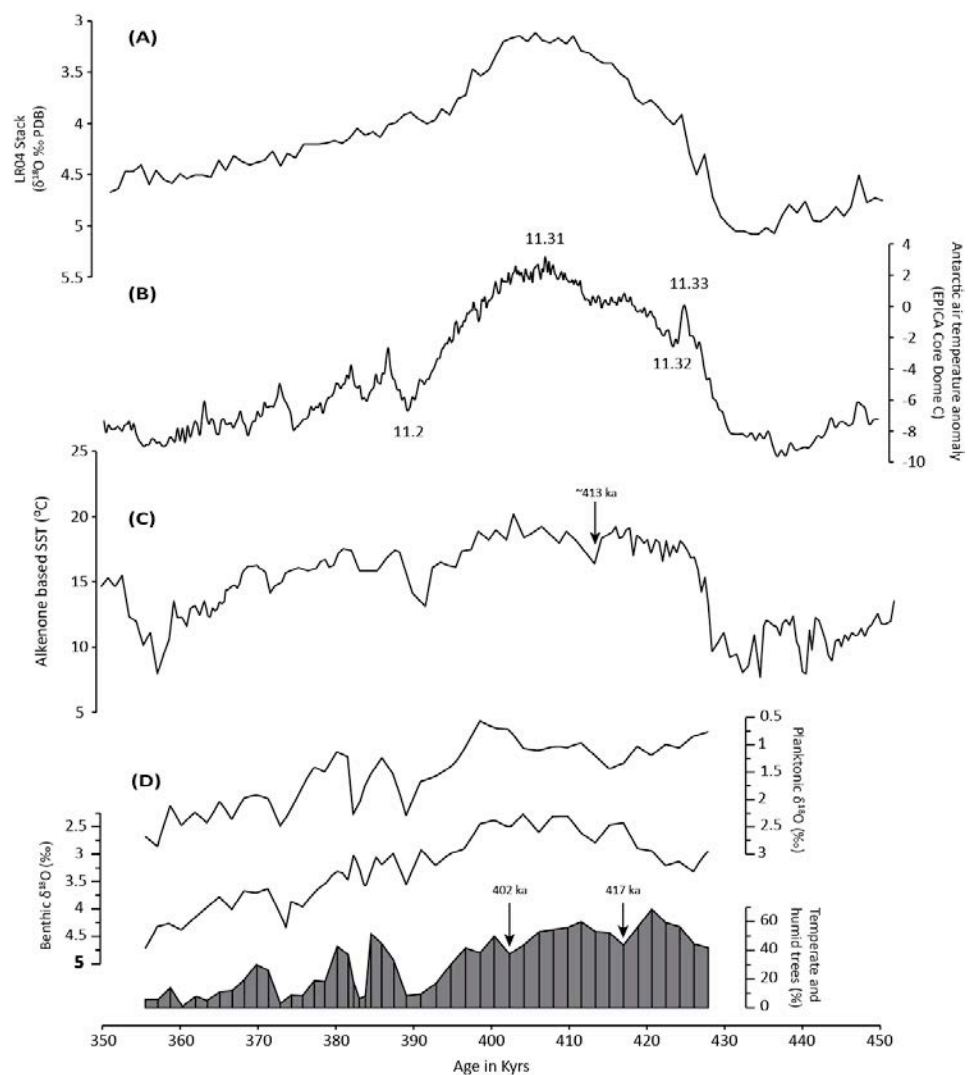 (A)
LR04 Stack
(δ¹⁸O ‰ PDB)
3
3.5
4
4.5
5
5.5
(B)
11.31
11.33
11.32
11.2
4
2
0
-2
-4
-6
-8
-10
Antarctic air temperature anomaly
(EPICA Core Dome C)
(C)
Alkenone based SST (⁰C)
25
20
15
10
5
~413 ka
(D)
0.5
1
1.5
2
2.5
3
Planktonic δ¹⁸O (‰)
Benthic δ¹⁸O (‰)
2.5
3
3.5
4
4.5
5
402 ka
417 ka
60
40
20
0
Temperate and
humid trees (%)
350 360 370 380 390 400 410 420 430 440 450
Age in Kyrs